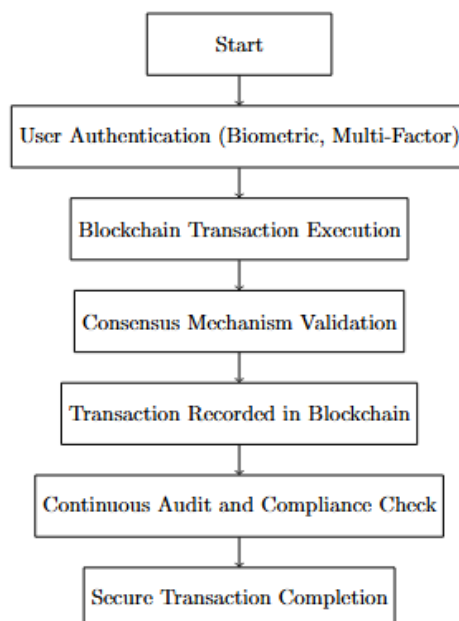 Start
User Authentication (Biometric, Multi-Factor)
Blockchain Transaction Execution
Consensus Mechanism Validation
Transaction Recorded in Blockchain
Continuous Audit and Compliance Check
Secure Transaction Completion